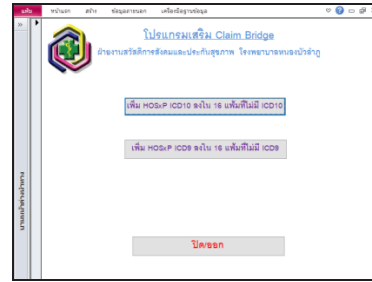 แฟ้ม หน้าแรก สร้าง ข้อมูลภายนอก เครื่องมือฐานข้อมูล
»
โปรแกรมเสริม Claim Bridge
ฝ่ายงานสวัสดิการสังคมและประกันสุขภาพ โรงพยาบาลหนองบัวลำภู
เพิ่ม HOSxP ICD10 ลงใน 16 แฟ้มที่ไม่มี ICD10
เพิ่ม HOSxP ICD9 ลงใน 16 แฟ้มที่ไม่มี ICD9
บานหน้าต่างนำทาง
ปิด/ออก